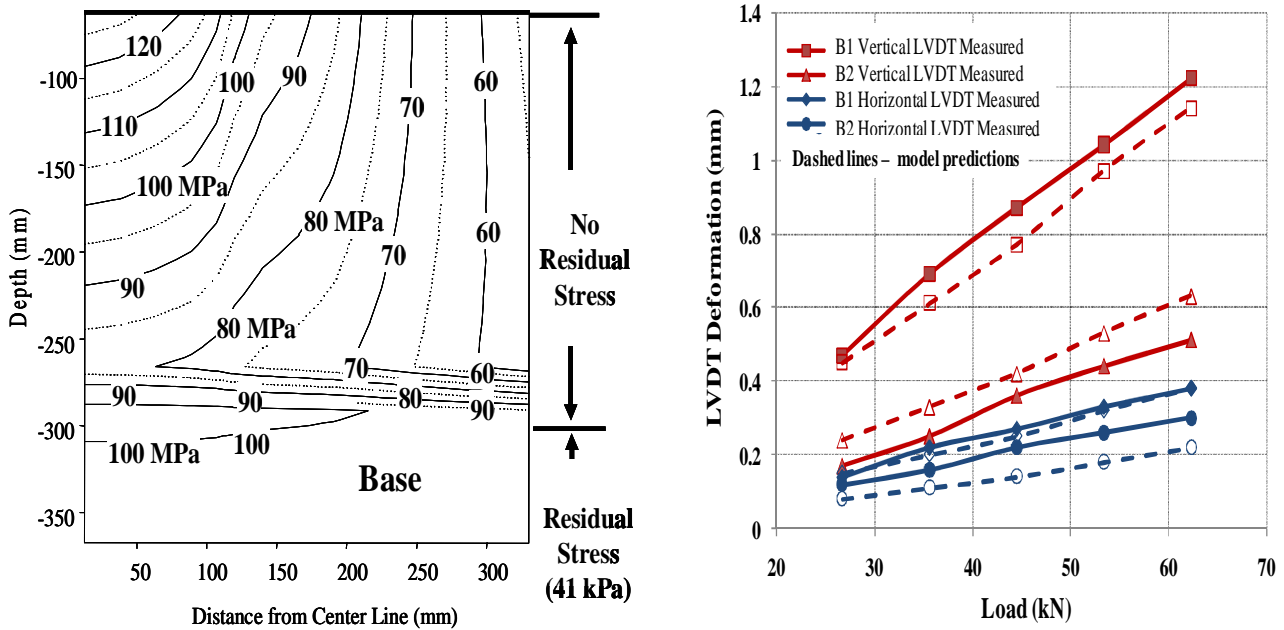 120
100
90
60
70
110
100 MPa
80 MPa
60
70
90
80 MPa
70
60
90
90
80
90
100 MPa
100
Base
-100
-150
-200
-250
-300
-350
Depth (mm)
50
100
150
200
250
300
Distance from Center Line (mm)
No
Residual
Stress
Residual
Stress
(41 kPa)
1.4
1.2
1
0.8
0.6
0.4
0.2
0
LVDT Deformation (mm)
B1 Vertical LVDT Measured
B2 Vertical LVDT Measured
B1 Horizontal LVDT Measured
B2 Horizontal LVDT Measured
Dashed lines – model predictions
20
30
40
50
60
70
Load (kN)